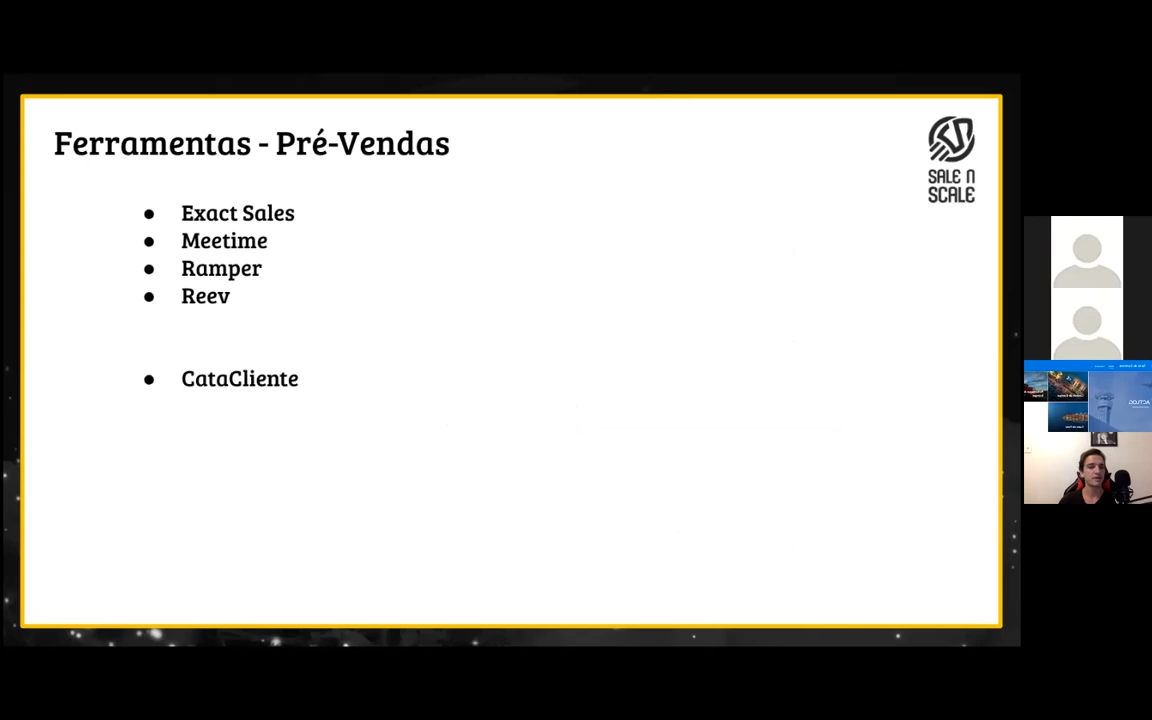 Ferramentas - Pré-Vendas
SALE N
SCALE
● Exact Sales
● Meetime
● Ramper
● Reev
● CataCliente